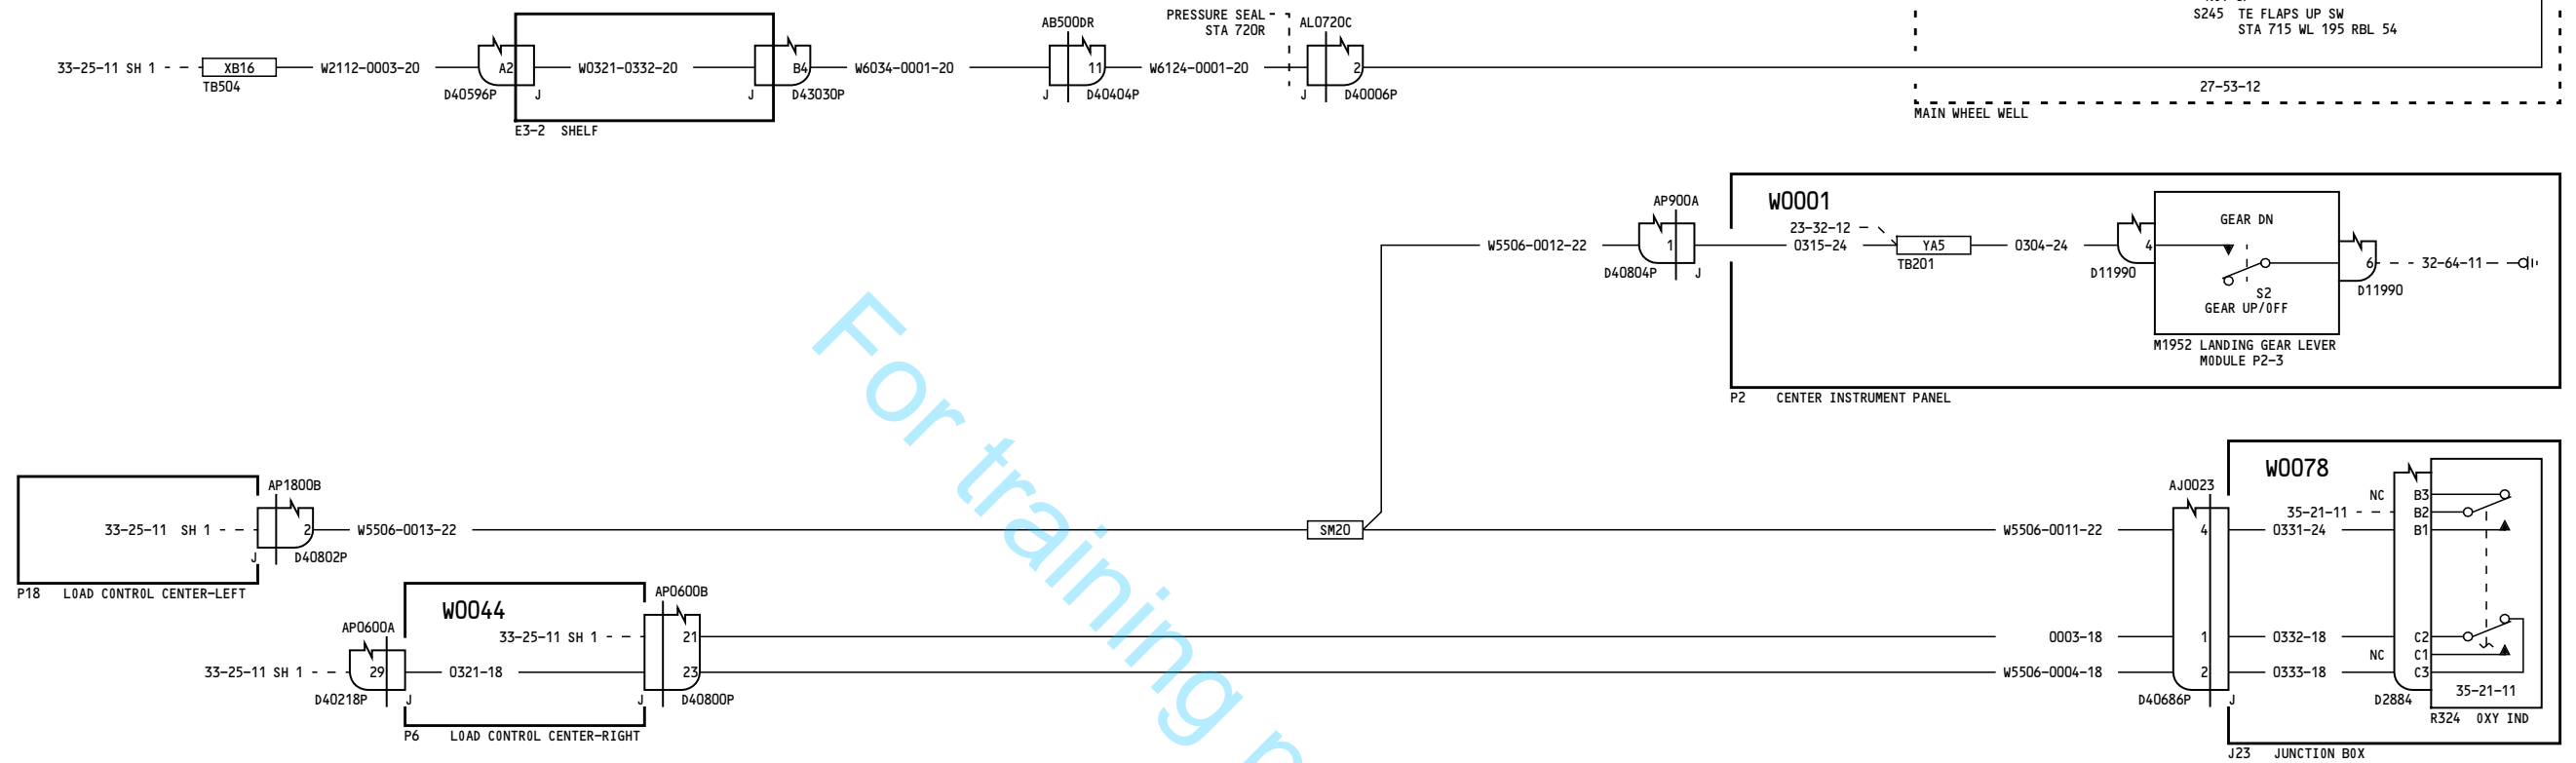 PRESSURE SEAL
STA 720R
AB500DR
AL0720C
S245 TE FLAPS UP SW
STA 715 WL 195 RBL 54
33-25-11 SH 1
XB16
TB504
W2112-0003-20
A2
D40596P
J
W0321-0332-20
J
B4
D43030P
E3-2 SHELF
W6034-0001-20
11
J
D40404P
W6124-0001-20
2
J
D40006P
27-53-12
MAIN WHEEL WELL
W5506-0012-22
AP900A
1
D40804P
J
W0001
23-32-12
0315-24
YA5
TB201
0304-24
4
D11990
GEAR DN
S2
GEAR UP/OFF
6
D11990
32-64-11
M1952 LANDING GEAR LEVER
MODULE P2-3
P2 CENTER INSTRUMENT PANEL
33-25-11 SH 1
AP1800B
2
J
D40802P
P18 LOAD CONTROL CENTER-LEFT
W5506-0013-22
SM20
W5506-0011-22
AJ0023
4
W0078
35-21-11
0331-24
NC
B3
B2
B1
AP0600A
33-25-11 SH 1
29
D40218P
J
W0044
33-25-11 SH 1
0321-18
AP0600B
21
23
J
D40800P
P6 LOAD CONTROL CENTER-RIGHT
0003-18
W5506-0004-18
1
2
D40686P
J
0332-18
0333-18
NC
C2
C1
C3
D2884
35-21-11
R324 OXY IND
J23 JUNCTION BOX
For training